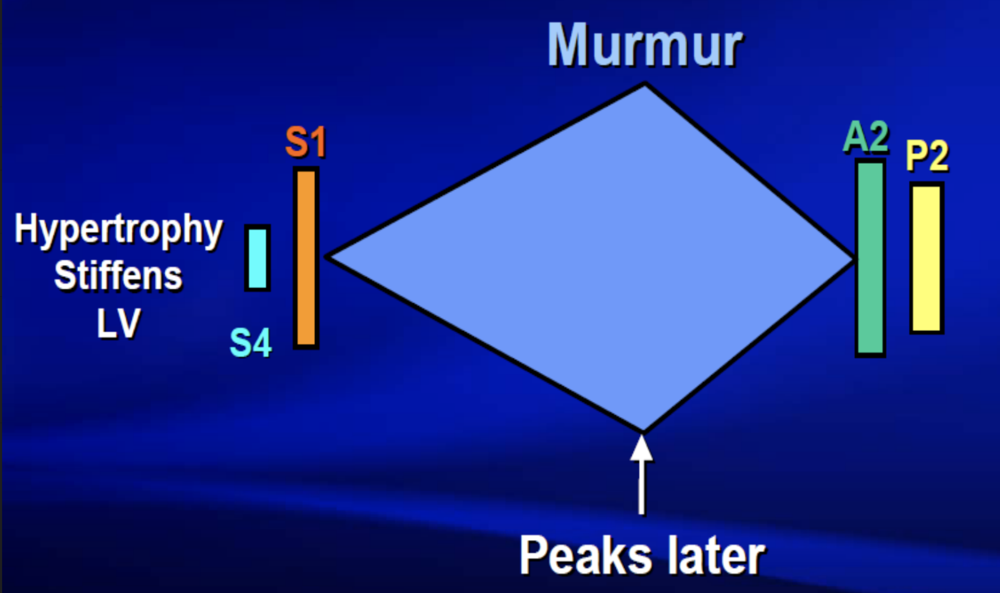 Murmur
S1
A2
P2
Hypertrophy
Stiffens
LV
S4
Peaks later